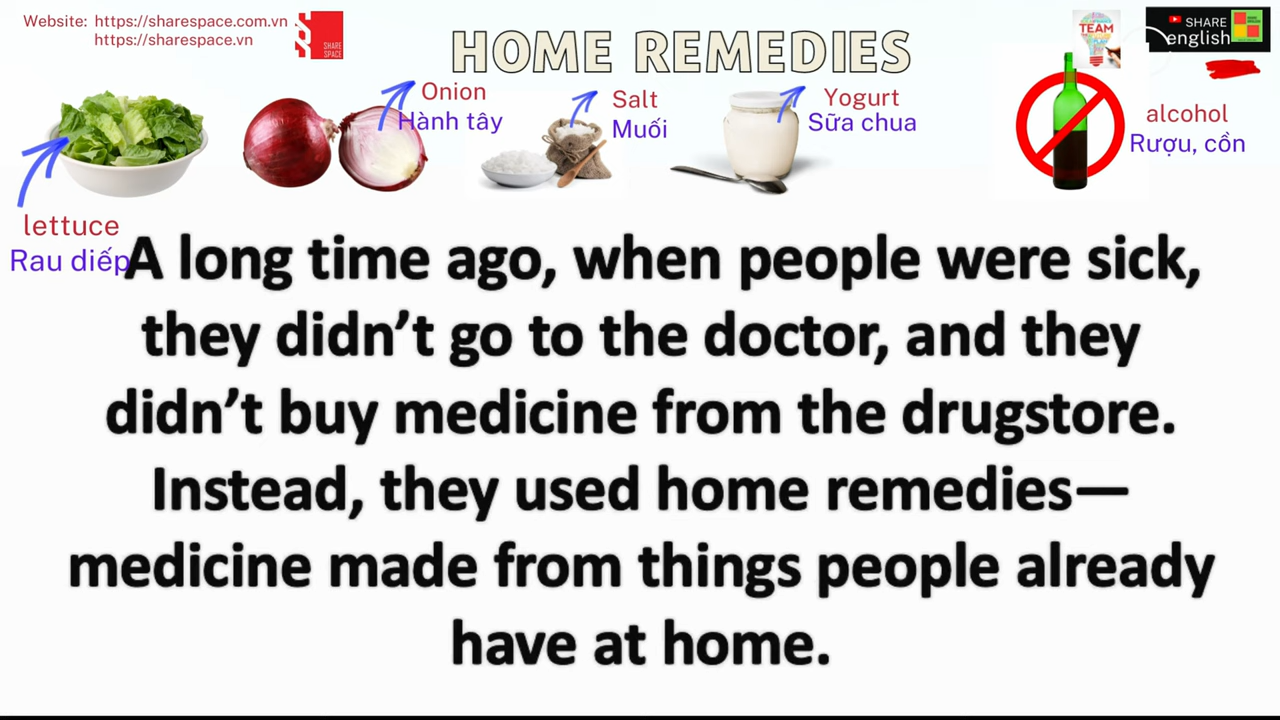 Website: https://sharespace.com.vn
https://sharespace.vn
SHARE
SPACE
HOME REMEDIES
TEAM
SHARE
english
Onion
Hành tây
Salt
Muối
Yogurt
Sữa chua
alcohol
Rượu, cồn
lettuce
Rau diếp
A long time ago, when people were sick,
they didn’t go to the doctor, and they
didn’t buy medicine from the drugstore.
Instead, they used home remedies—
medicine made from things people already
have at home.